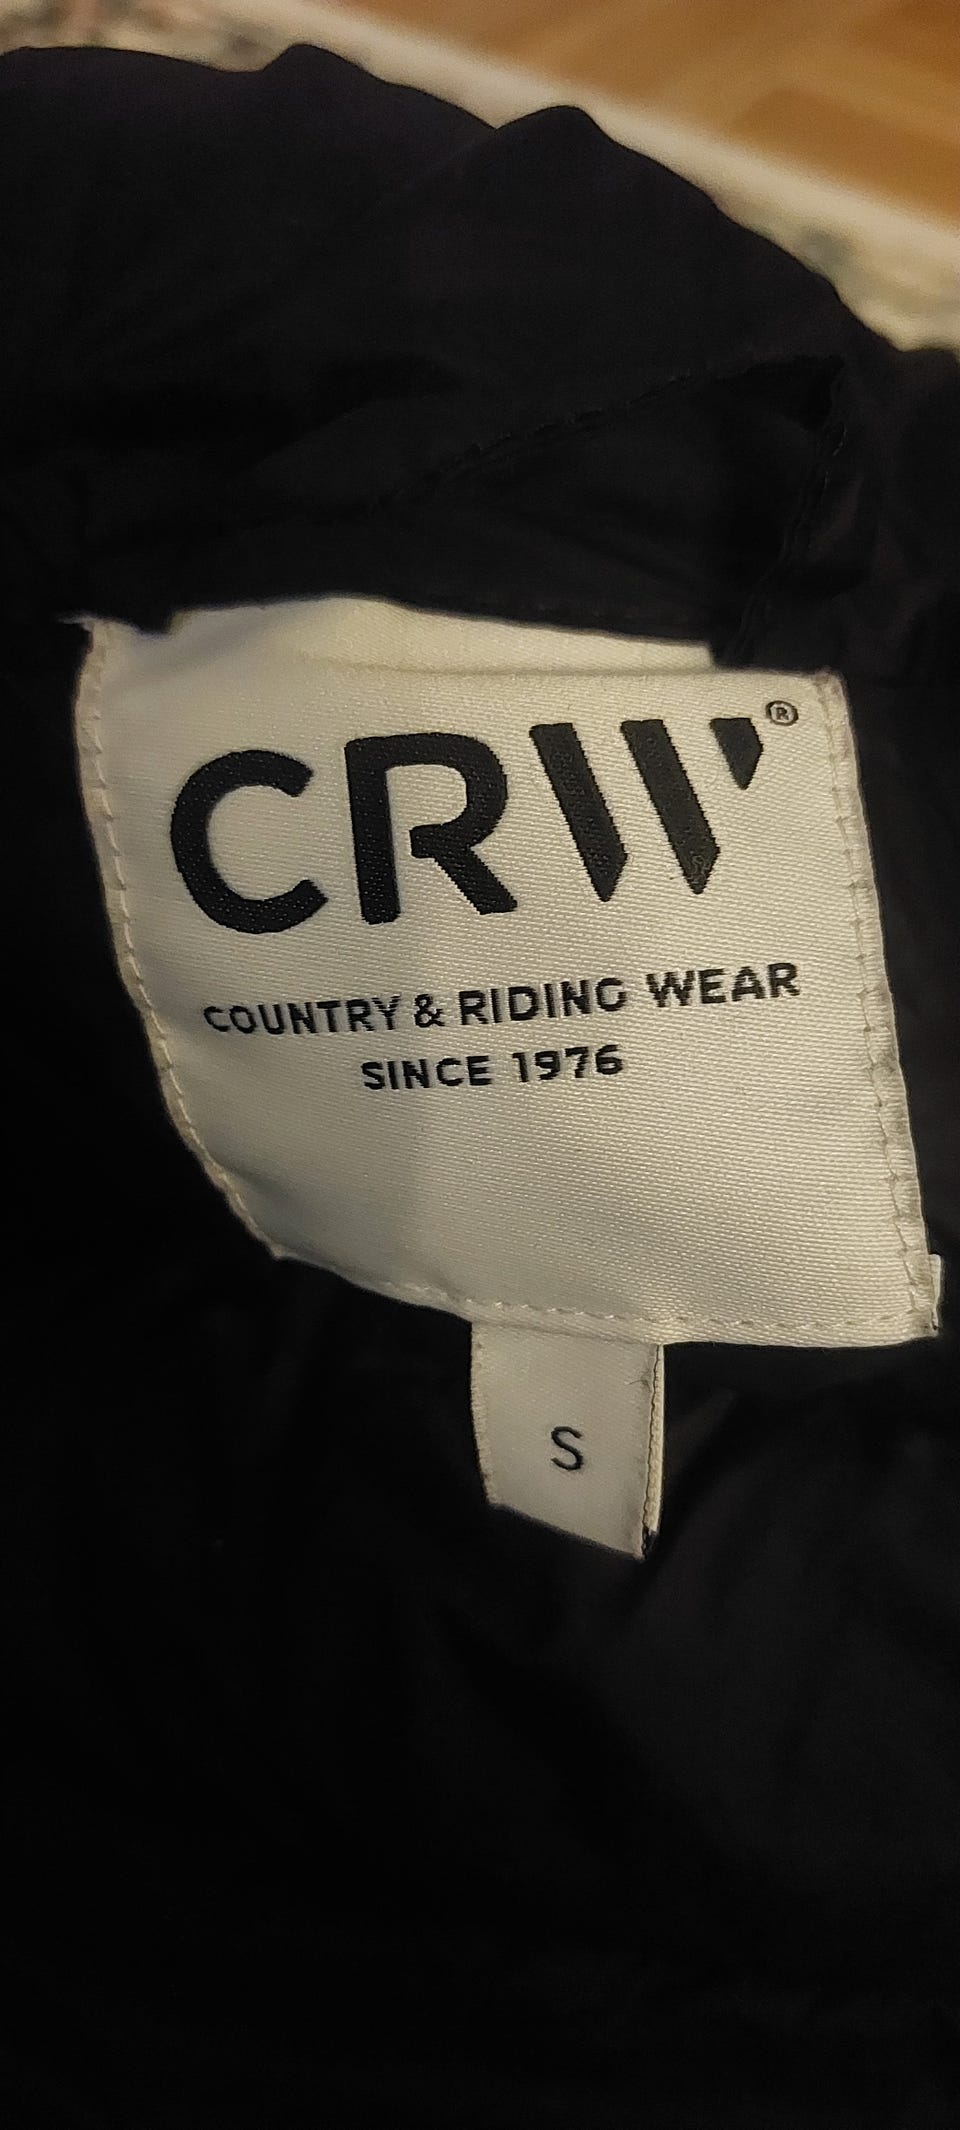 CRW®
COUNTRY & RIDING WEAR
SINCE 1976
S